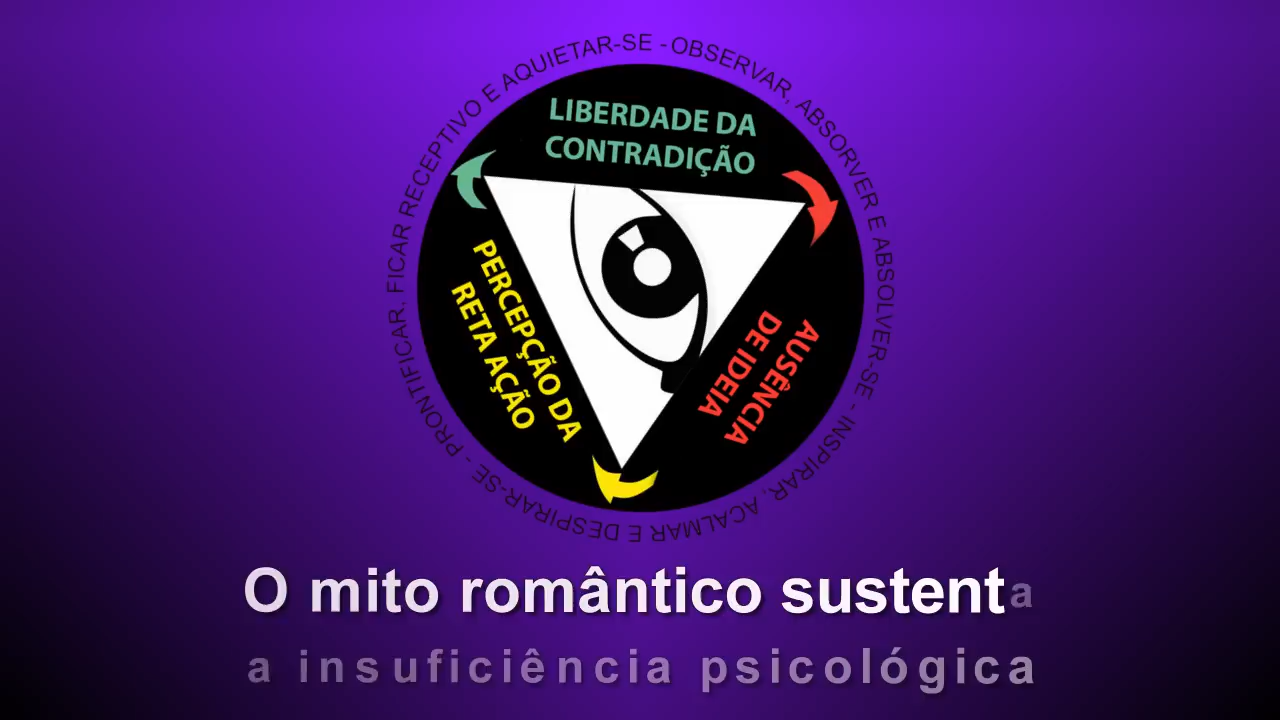 PRONTIFICAR, FICAR RECEPTIVO E AQUIETAR-SE - OBSERVAR, ABSORVER E ABSOLVER-SE - INSPIRAR, ACALMAR E DESPIRAR-SE -
LIBERDADE DA
CONTRADIÇÃO
AUSÊNCIA
DE IDEIA
PERCEPÇÃO DA
RETA AÇÃO
O mito romântico sustenta
a insuficiência psicológica